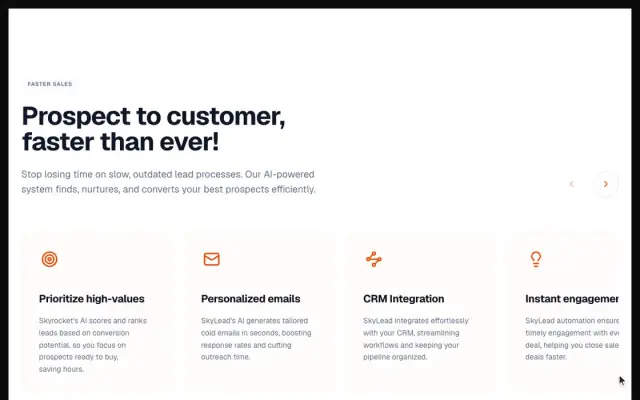 FASTER SALES
Prospect to customer,
faster than ever!
Stop losing time on slow, outdated lead processes. Our AI-powered
system finds, nurtures, and converts your best prospects efficiently.
Prioritize high-values
Skyrocket's AI scores and ranks
leads based on conversion
potential, so you focus on
prospects ready to buy,
saving hours.
Personalized emails
SkyLead's AI generates tailored
cold emails in seconds, boosting
response rates and cutting
outreach time.
CRM Integration
SkyLead integrates effortlessly
with your CRM, streamlining
workflows and keeping your
pipeline organized.
Instant engagemen
SkyLead automation ensure
timely engagement with eve
deal, helping you close sale
deals faster.